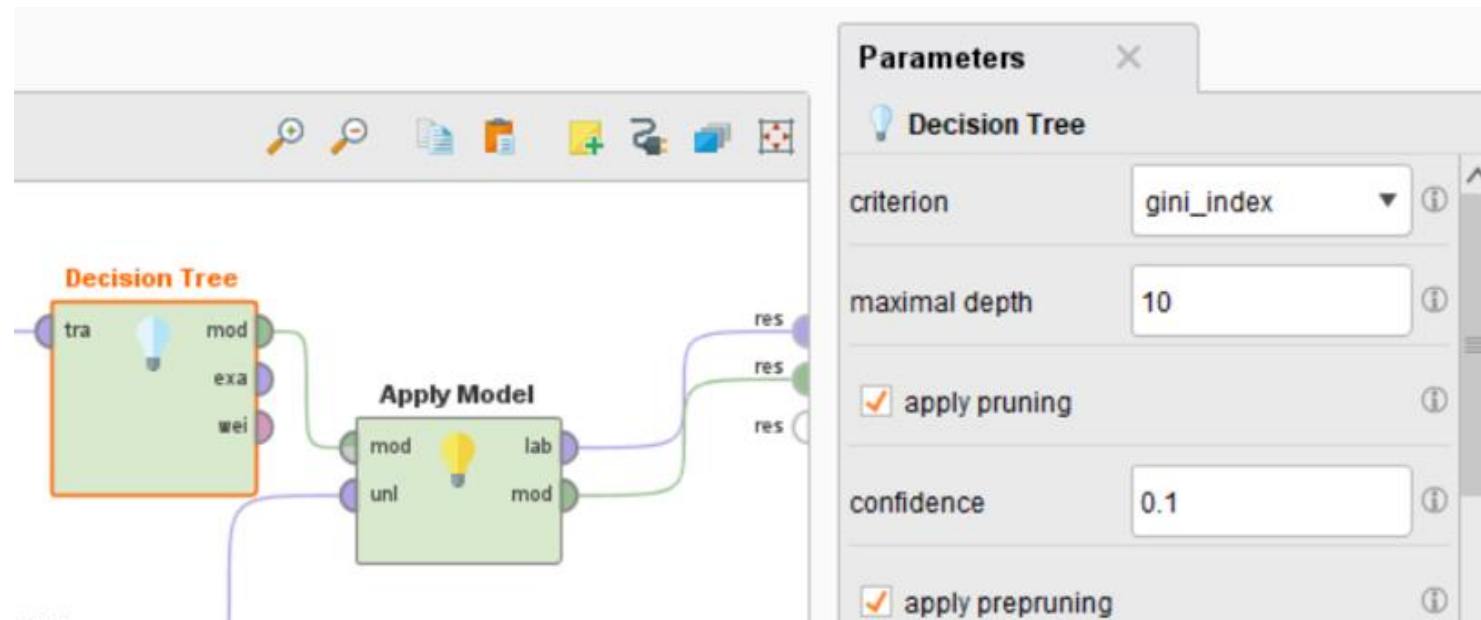 Parameters
Decision Tree
criterion
gini_index
maximal depth
10
apply pruning
confidence
0.1
apply prepruning
Decision Tree
tra
mod
exa
wei
Apply Model
mod
lab
unl
mod
res
res
res